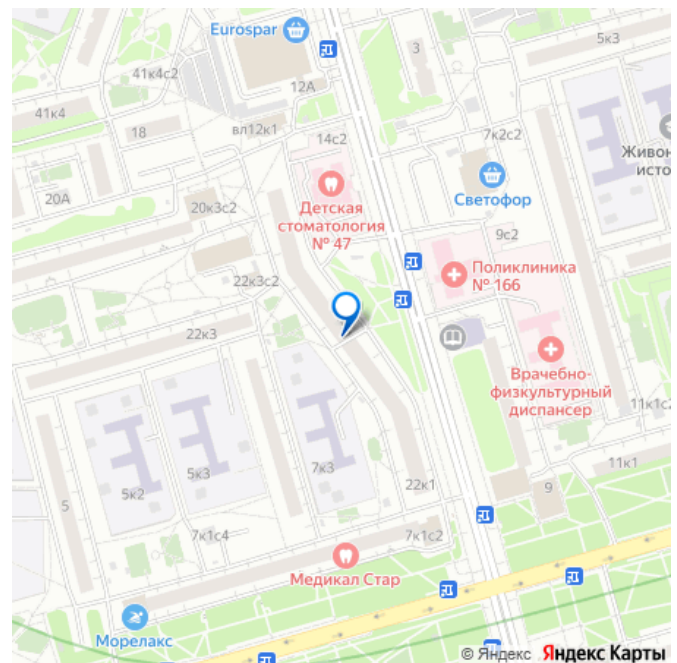 Eurospar
5к3
3
41к4с2
12А
41к4
вл12к1
18
14с2
7к2с2
Живон
исто
Светофор
20А
20к3с2
Детская
стоматология
№ 47
9с2
Поликлиника
№ 166
22к3с2
22к3
Врачебно-
физкультурный
диспансер
11к1с2
11к1
5к3
7к3
5к2
5
22к1
9
7к1с4
7к1с2
Медикал Стар
Морелакс
© Яндекс Яндекс Карты